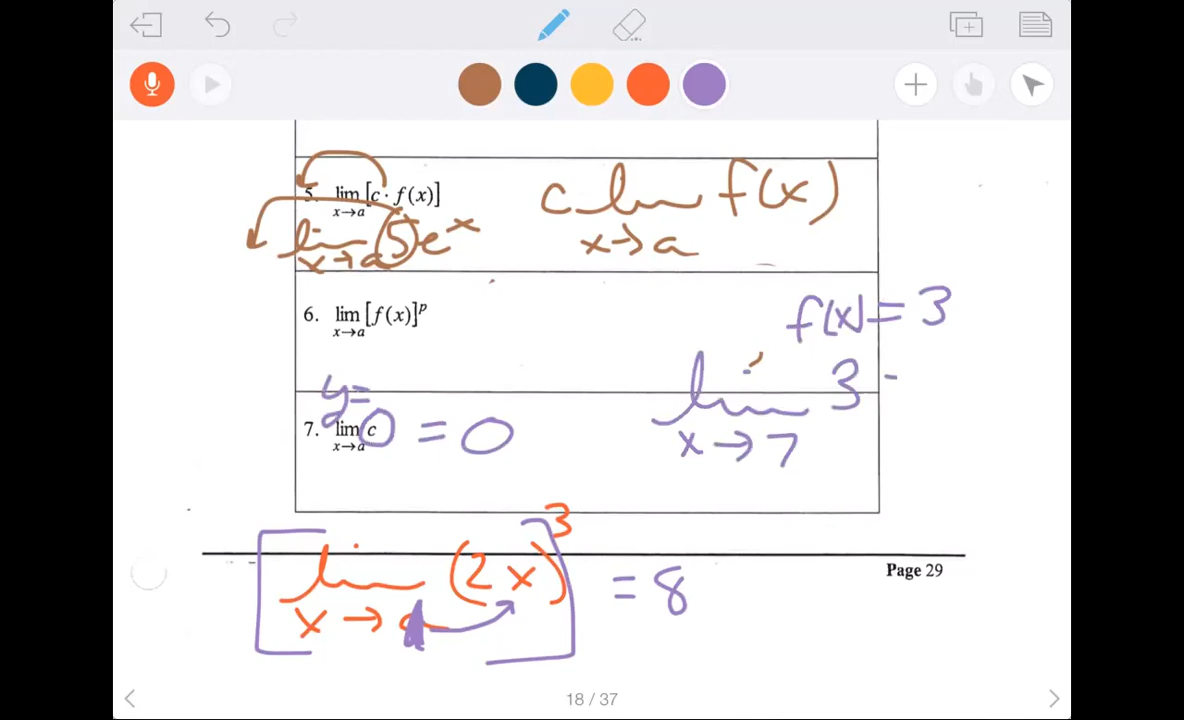 5. lim x→a [c · f(x)]
c lim x→a f(x)
lim x→a 5e^x
6. lim x→a [f(x)]^p
f(x) = 3
lim x→7 3 =
y=
7. lim x→a c
0 = 0
[lim x→1 (2x)]^3 = 8
Page 29
18 / 37